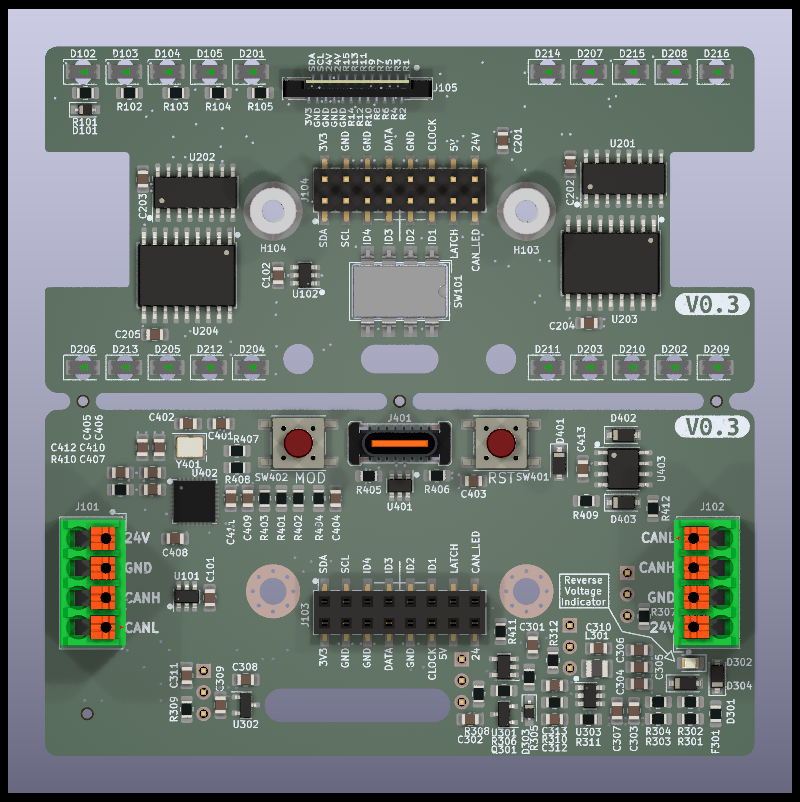 D102 D103 D104 D105 D201
SDA SCL 24V 24V R15 R13 R11 R9 R7 R5 R3 R1
D214 D207 D215 D208 D216
J105
R101 R102 R103 R104 R105
D101
3V3 GND GND GND GND R14 R12 R10 R8 R6 R4 R2
3V3 GND GND DATA GND CLOCK 5V 24V
C201
U202
U201
C203
J104
C202
H104
H103
SDA SCL ID4 ID3 ID2 ID1 LATCH CAN_LED
C102
U102
SW101
U204
U203
V0.3
C205
C204
D206 D213 D205 D212 D204
D211 D203 D210 D202 D209
C405 C406
C402
C401
J401
D402
V0.3
C412 C410
R410 C407
R407
D401
C413
Y401
U402
R408
SW402 MOD
RST SW401
U403
R405
U401
R406
C403
J101
C411 C409 R403 R401 R402 R404 C404
R409
D403
R412
J102
24V
GND
CANH
CANL
C408
CANL
CANH
GND
24V
U101
C101
SDA SCL ID4 ID3 ID2 ID1 LATCH CAN_LED
Reverse
Voltage
Indicator
R307
J103
3V3 GND GND DATA GND CLOCK 5V 24
R411
C301
R312
C310
L301
C306
C305
D302
C311
C309
C308
C304
D304
R309
U302
R308
C302
U301
R306
Q301
D303
R305
C313
C312
U303
R311
C307
C303
R304
R303
R302
R301
F301
D301